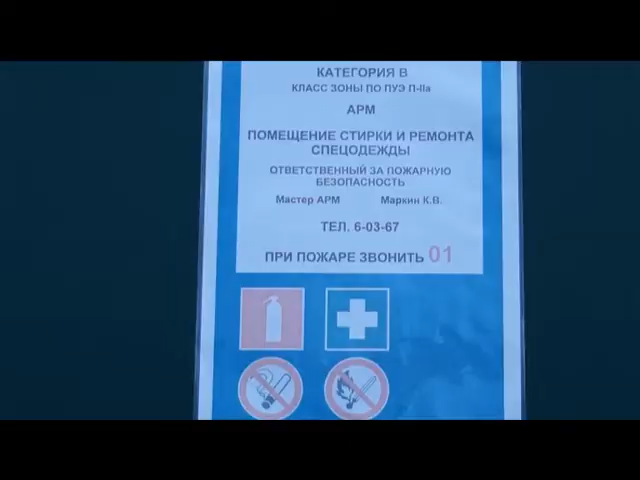 КАТЕГОРИЯ В
КЛАСС ЗОНЫ ПО ПУЭ П-IIа
АРМ
ПОМЕЩЕНИЕ СТИРКИ И РЕМОНТА
СПЕЦОДЕЖДЫ
ОТВЕТСТВЕННЫЙ ЗА ПОЖАРНУЮ
БЕЗОПАСНОСТЬ
Мастер АРМ Маркин К.В.
ТЕЛ. 6-03-67
ПРИ ПОЖАРЕ ЗВОНИТЬ 01